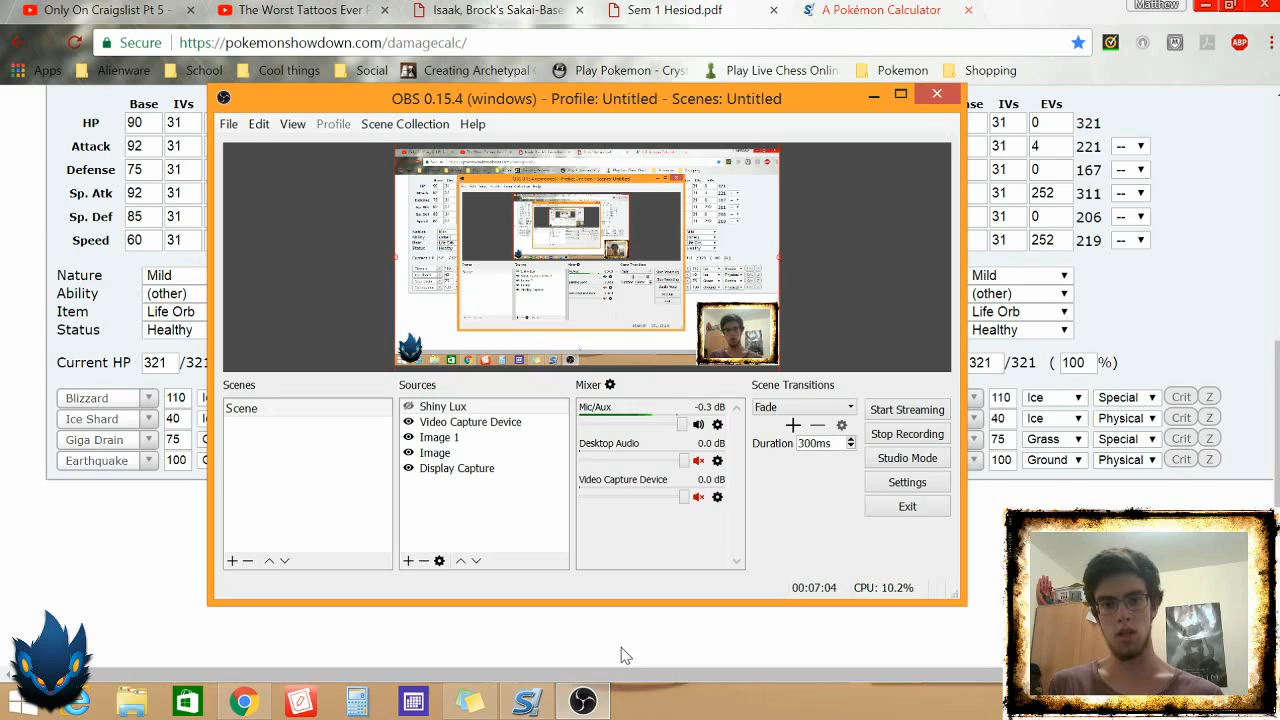 Only On Craigslist Pt 5 - × The Worst Tattoos Ever F × Isaak, Brock's Sakai-Base × Sem 1 Hesiod.pdf × A Pokémon Calculator × Matthew
Secure https://pokemonshowdown.com/damagecalc/ ABP
Apps Alienware School Cool things Social Creating Archetypal Play Pokemon - Crys Play Live Chess Onlin Pokemon Shopping
Base IVs IVs EVs
HP 90 31 31 0 321
Attack 92 31 31 4 221 --
Defense 75 31 31 0 167 --
Sp. Atk 92 31 31 252 311 --
Sp. Def 85 31 31 0 206 --
Speed 60 31 31 252 219 --
Nature Mild Mild
Ability (other) (other)
Item Life Orb Life Orb
Status Healthy Healthy
Current HP 321 /321 321 /321 ( 100 %)
Blizzard 110 110 Ice Special Crit Z
Ice Shard 40 40 Ice Physical Crit Z
Giga Drain 75 75 Grass Special Crit Z
Earthquake 100 100 Ground Physical Crit Z
OBS 0.15.4 (windows) - Profile: Untitled - Scenes: Untitled
File Edit View Profile Scene Collection Help
Scenes Sources Mixer Scene Transitions
Scene
Shiny Lux
Video Capture Device
Image 1
Image
Display Capture
Mic/Aux -0.3 dB
Desktop Audio 0.0 dB
Video Capture Device 0.0 dB
Fade
Duration 300ms
Start Streaming
Stop Recording
Studio Mode
Settings
Exit
00:07:04 CPU: 10.2%